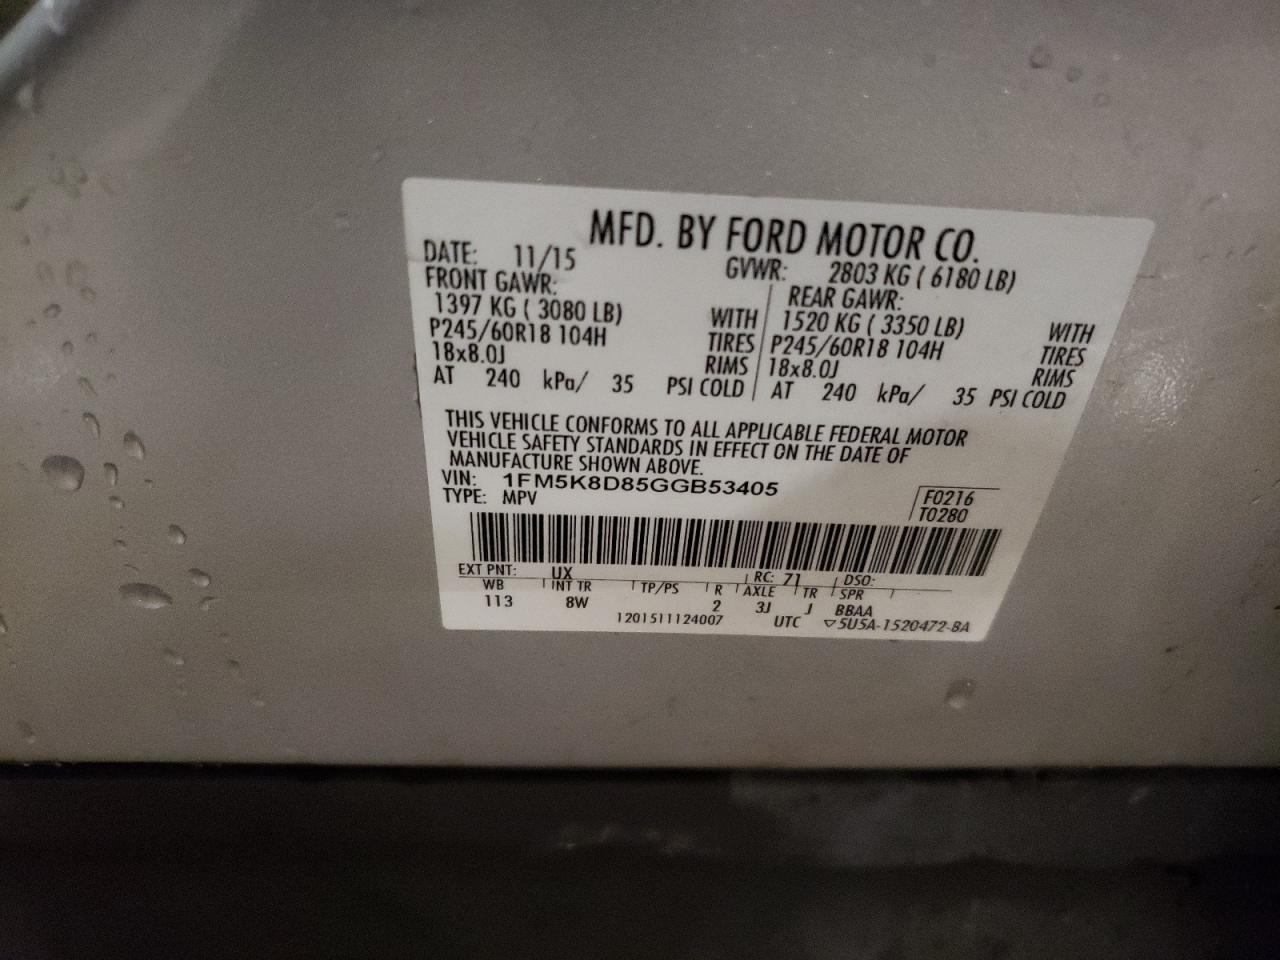 MFD. BY FORD MOTOR CO.
DATE: 11/15 GVWR: 2803 KG ( 6180 LB)
FRONT GAWR: REAR GAWR:
1397 KG ( 3080 LB) WITH 1520 KG ( 3350 LB) WITH
P245/60R18 104H TIRES P245/60R18 104H TIRES
18x8.0J RIMS 18x8.0J RIMS
AT 240 kPa/ 35 PSI COLD AT 240 kPa/ 35 PSI COLD
THIS VEHICLE CONFORMS TO ALL APPLICABLE FEDERAL MOTOR
VEHICLE SAFETY STANDARDS IN EFFECT ON THE DATE OF
MANUFACTURE SHOWN ABOVE.
VIN: 1FM5K8D85GGB53405 F0216
TYPE: MPV T0280
EXT PNT: UX RC: 71 DSO:
WB INT TR TP/PS R AXLE TR SPR
113 8W 2 3J J BBAA
1201511124007 UTC ▽5U5A-1520472-BA